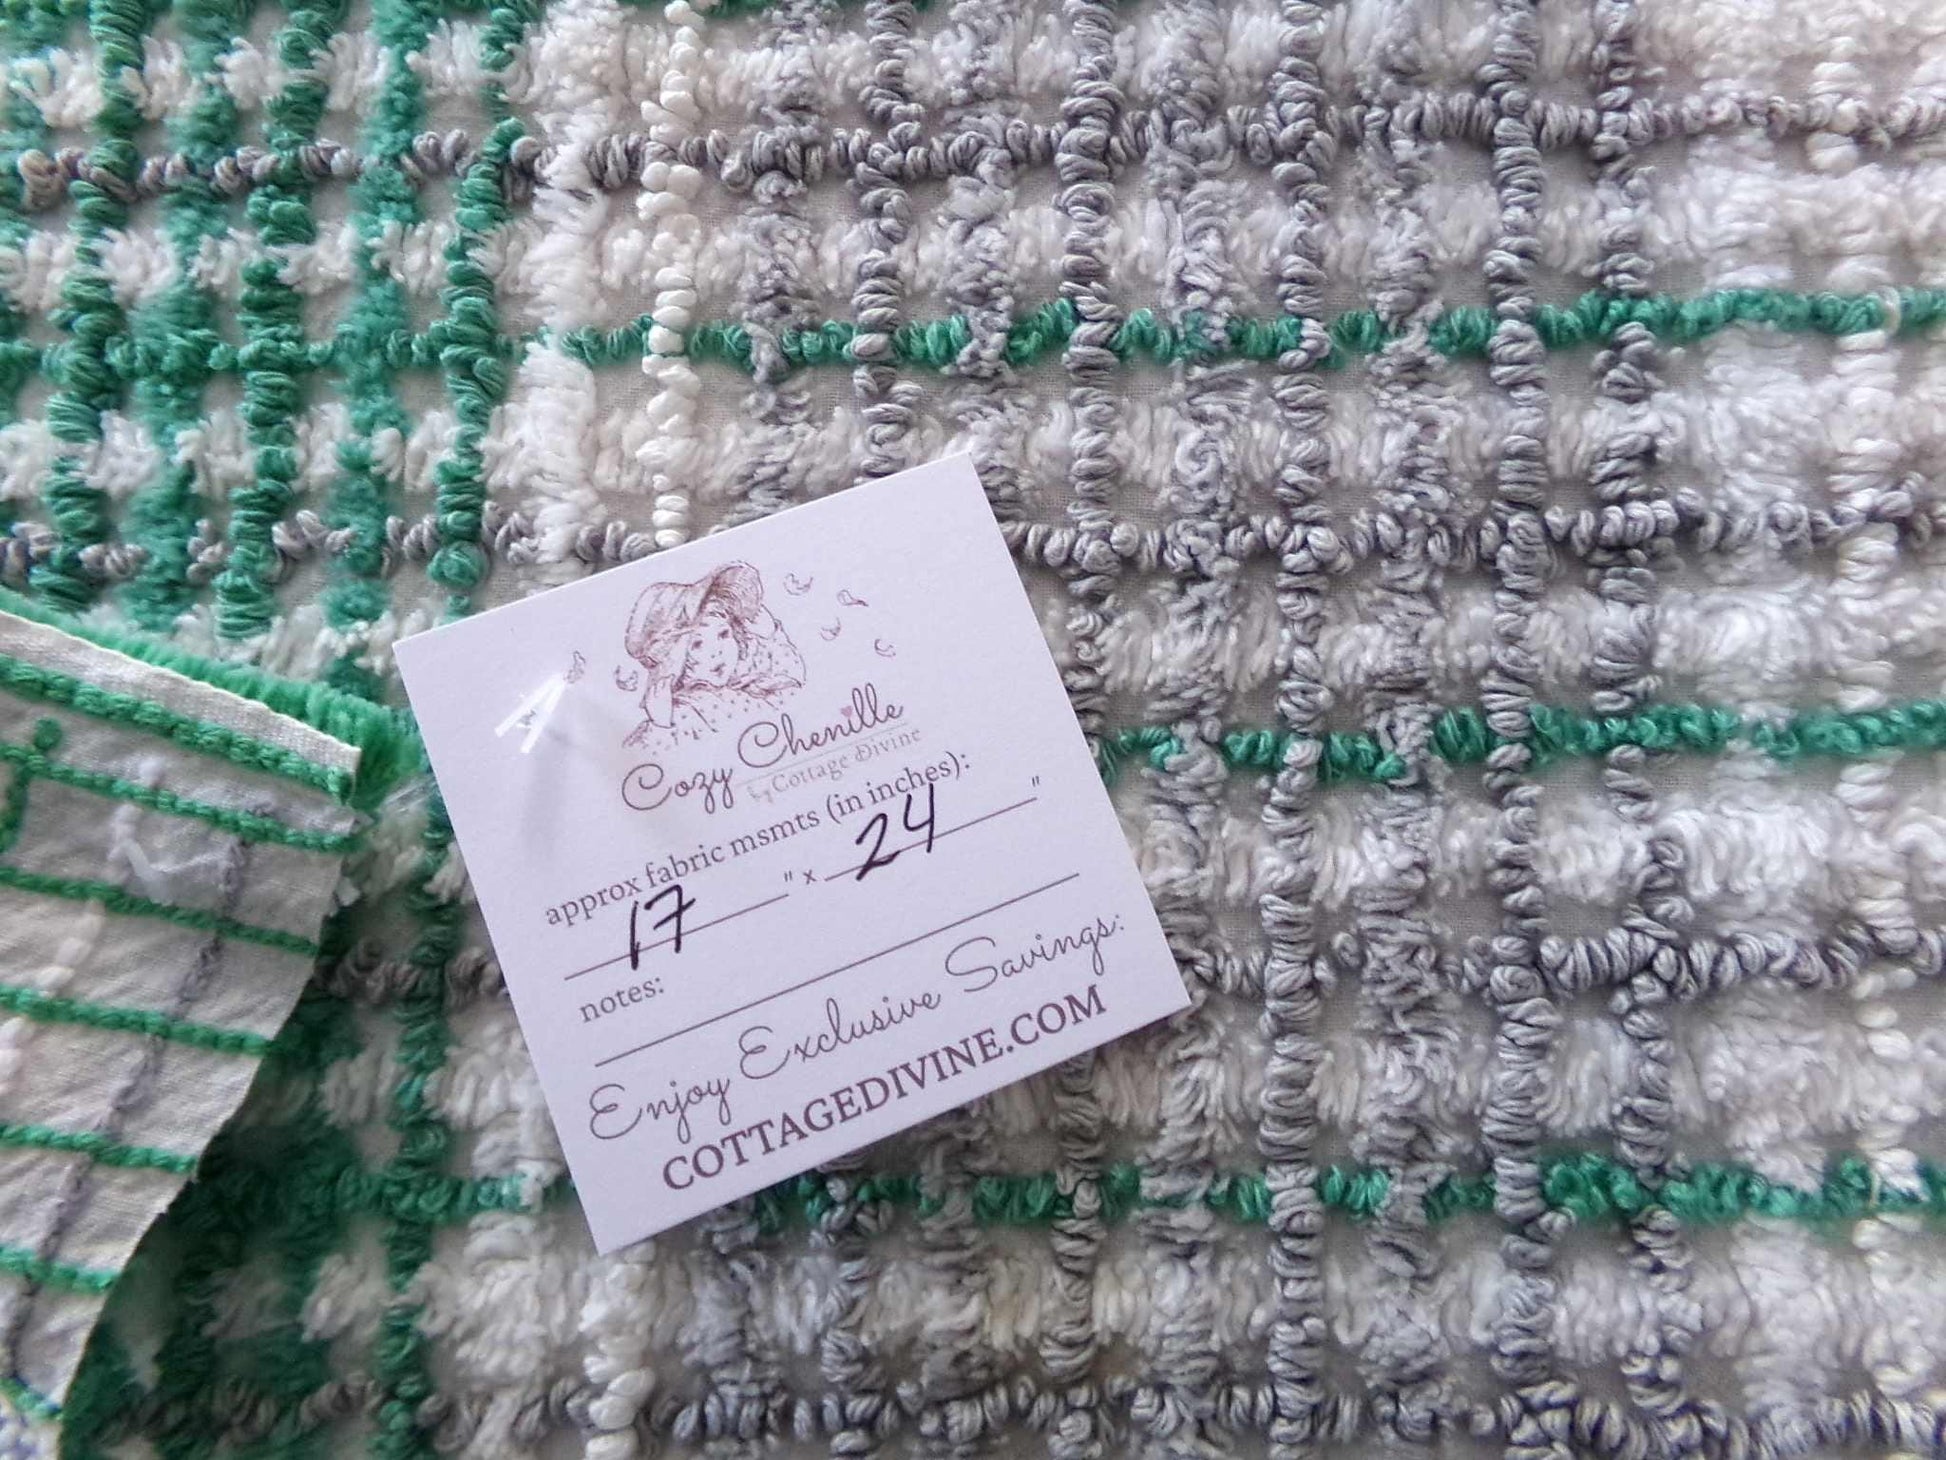 Cozy Chenille
by Cottage Divine
approx fabric msmts (in inches):
17 " x 24 "
notes:
Enjoy Exclusive Savings:
COTTAGEDIVINE.COM